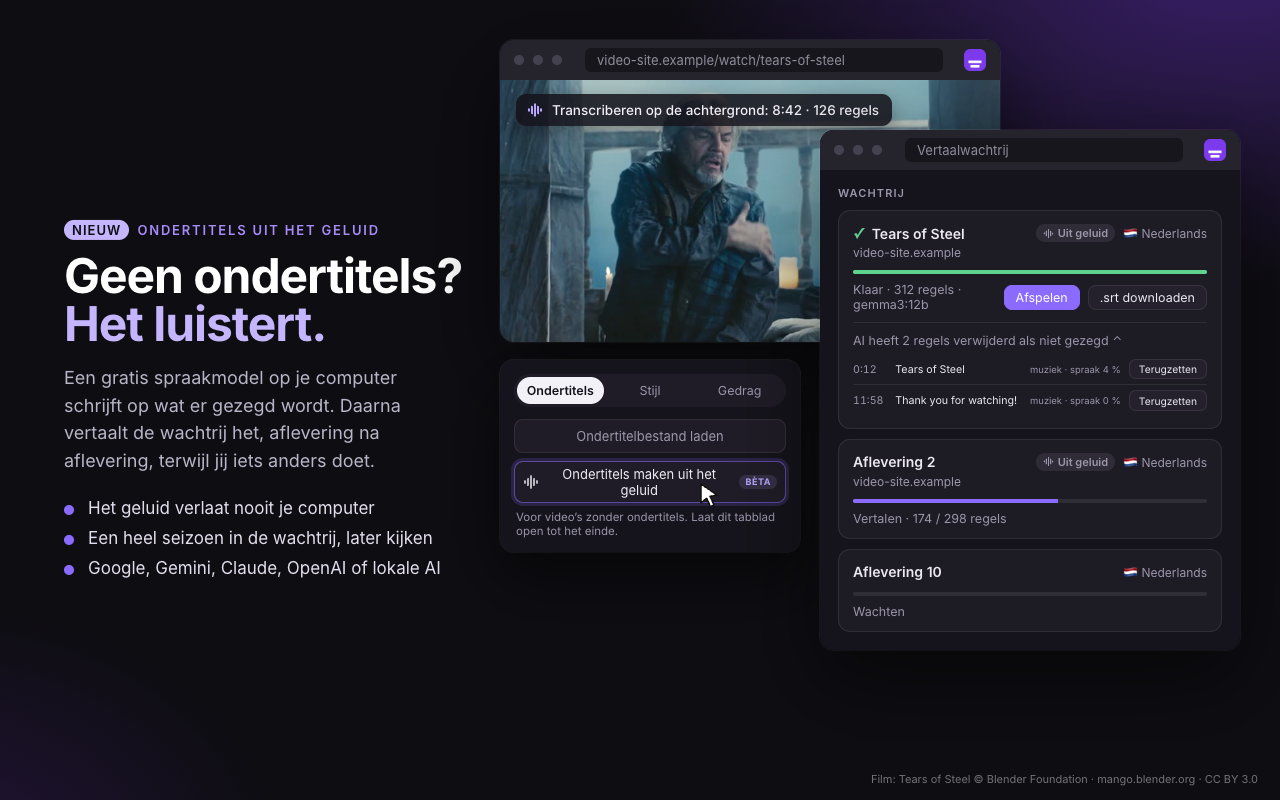 NIEUW ONDERTITELS UIT HET GELUID
Geen ondertitels?
Het luistert.
Een gratis spraakmodel op je computer
schrijft op wat er gezegd wordt. Daarna
vertaalt de wachtrij het, aflevering na
aflevering, terwijl jij iets anders doet.
Het geluid verlaat nooit je computer
Een heel seizoen in de wachtrij, later kijken
Google, Gemini, Claude, OpenAI of lokale AI
video-site.example/watch/tears-of-steel
Transcriberen op de achtergrond: 8:42 · 126 regels
Ondertitels Stijl Gedrag
Ondertitelbestand laden
Ondertitels maken uit het
geluid
BÈTA
Voor video’s zonder ondertitels. Laat dit tabblad
open tot het einde.
Vertaalwachtrij
WACHTRIJ
✓ Tears of Steel Uit geluid 🇳🇱 Nederlands
video-site.example
Klaar · 312 regels ·
gemma3:12b
Afspelen .srt downloaden
AI heeft 2 regels verwijderd als niet gezegd ^
0:12 Tears of Steel muziek · spraak 4 % Terugzetten
11:58 Thank you for watching! muziek · spraak 0 % Terugzetten
Aflevering 2 Uit geluid 🇳🇱 Nederlands
video-site.example
Vertalen · 174 / 298 regels
Aflevering 10 🇳🇱 Nederlands
Wachten
Film: Tears of Steel © Blender Foundation · mango.blender.org · CC BY 3.0